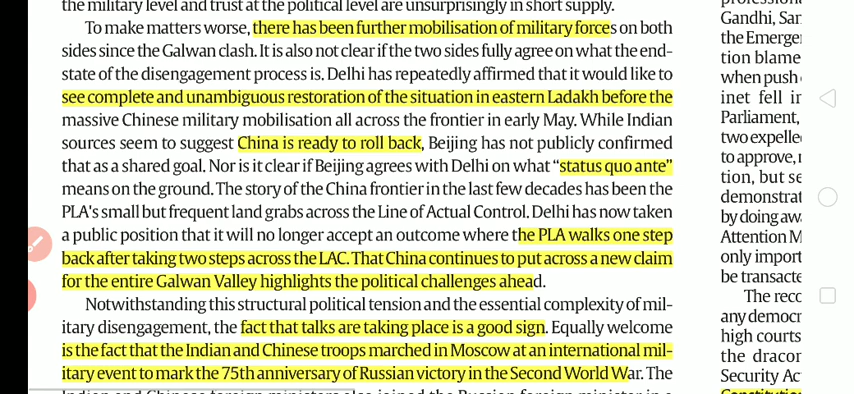 the military level and trust at the political level are unsurprisingly in short supply.
To make matters worse, there has been further mobilisation of military forces on both
sides since the Galwan clash. It is also not clear if the two sides fully agree on what the end-
state of the disengagement process is. Delhi has repeatedly affirmed that it would like to
see complete and unambiguous restoration of the situation in eastern Ladakh before the
massive Chinese military mobilisation all across the frontier in early May. While Indian
sources seem to suggest China is ready to roll back, Beijing has not publicly confirmed
that as a shared goal. Nor is it clear if Beijing agrees with Delhi on what “status quo ante”
means on the ground. The story of the China frontier in the last few decades has been the
PLA's small but frequent land grabs across the Line of Actual Control. Delhi has now taken
a public position that it will no longer accept an outcome where the PLA walks one step
back after taking two steps across the LAC. That China continues to put across a new claim
for the entire Galwan Valley highlights the political challenges ahead.
Notwithstanding this structural political tension and the essential complexity of mil-
itary disengagement, the fact that talks are taking place is a good sign. Equally welcome
is the fact that the Indian and Chinese troops marched in Moscow at an international mil-
itary event to mark the 75th anniversary of Russian victory in the Second World War. The
Gandhi, San
the Emerge
tion blame
when push
inet fell in
Parliament,
two expelle
to approve,
tion, but se
demonstrat
by doing aw
Attention M
only import
be transacte
The reco
any democr
high courts
the dracon
Security Ac
Constitutio